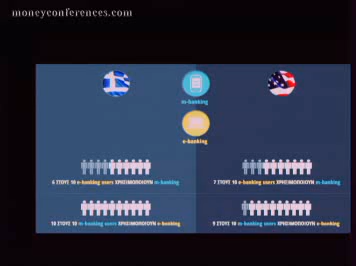 moneyconferences.com
m-banking
e-banking
6 ΣΤΟΥΣ 10 e-banking users ΧΡΗΣΙΜΟΠΟΙΟΥΝ m-banking
7 ΣΤΟΥΣ 10 e-banking users ΧΡΗΣΙΜΟΠΟΙΟΥΝ m-banking
10 ΣΤΟΥΣ 10 m-banking users ΧΡΗΣΙΜΟΠΟΙΟΥΝ e-banking
9 ΣΤΟΥΣ 10 m-banking users ΧΡΗΣΙΜΟΠΟΙΟΥΝ e-banking